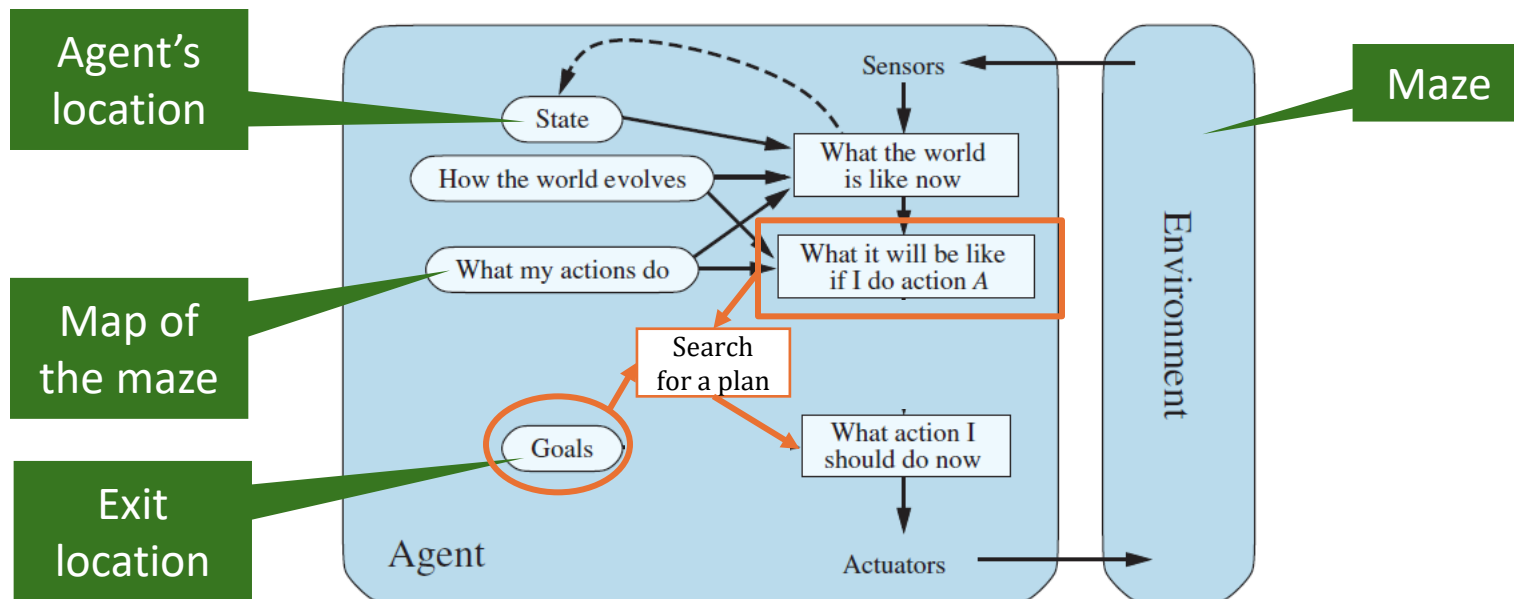 Agent's
location
Sensors
Maze
State
What the world
is like now
How the world evolves
What it will be like
if I do action A
What my actions do
Environment
Map of
the maze
Search
for a plan
Goals
What action I
should do now
Exit
location
Agent
Actuators